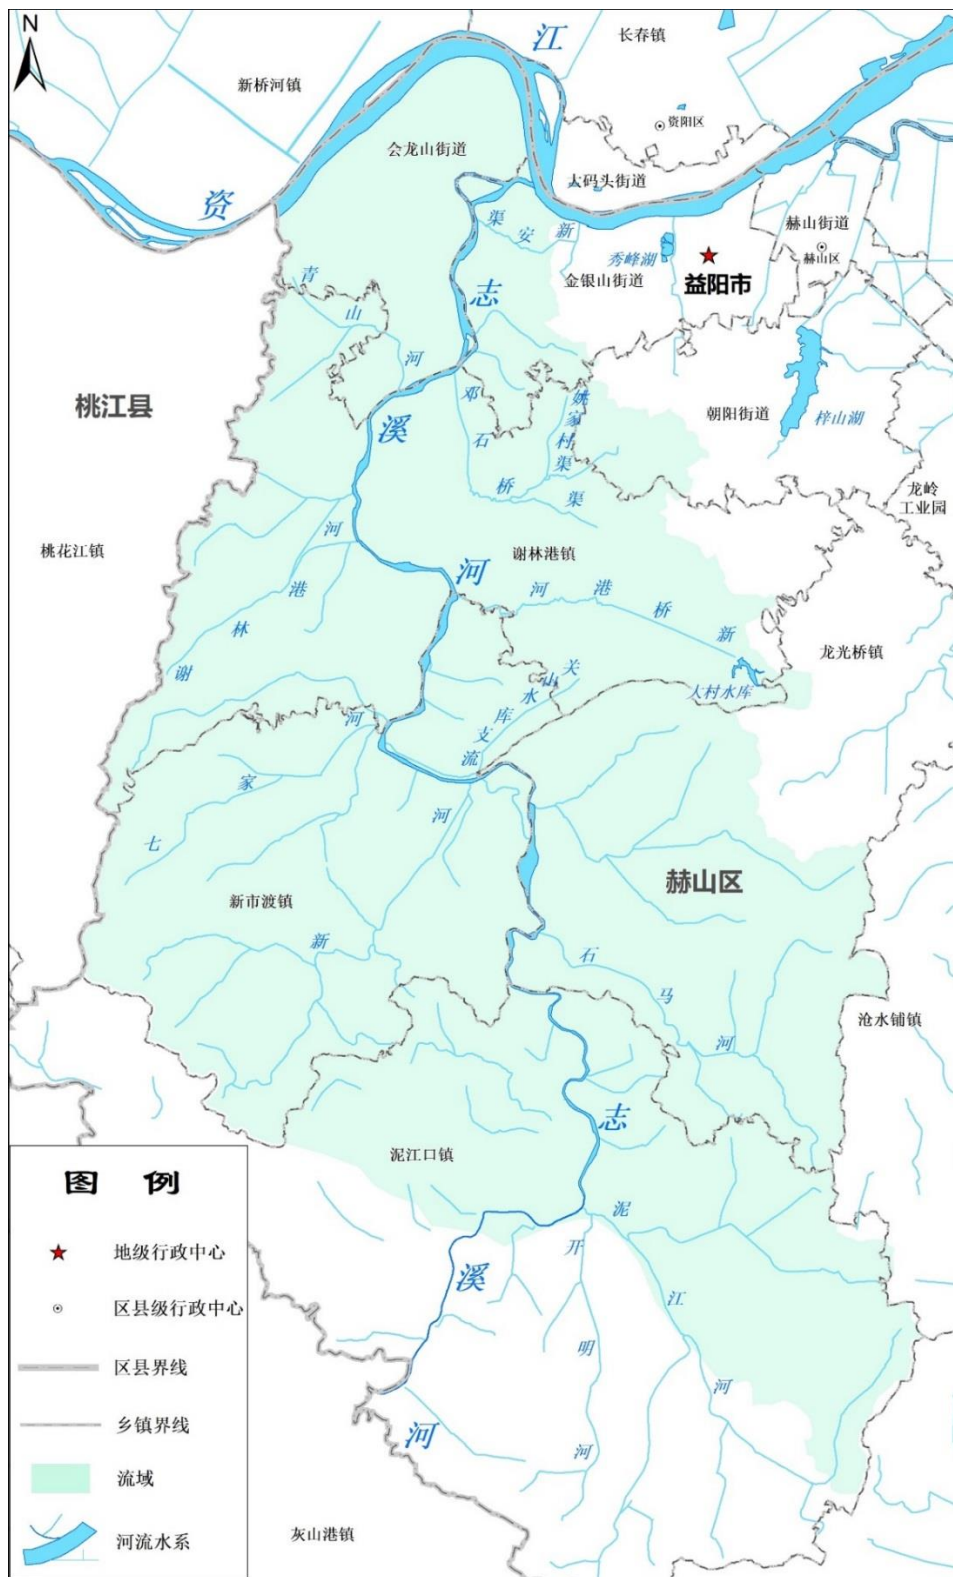 N
江
长春镇
新桥河镇
资阳区
会龙山街道
大码头街道
资
渠安新
赫山街道
赫山区
秀峰湖
金银山街道
益阳市
青山河
志
桃江县
溪
邓石桥渠
姚家村渠
朝阳街道
梓山湖
龙岭
工业园
桃花江镇
谢林港河
河
谢林港镇
新桥港河
龙光桥镇
关山水库支流
大村水库
七家河
新河
赫山区
新市渡镇
石马河
沧水铺镇
志
泥江口镇
泥江河
溪
开明河
河
灰山港镇
图 例
地级行政中心
区县级行政中心
区县界线
乡镇界线
流域
河流水系